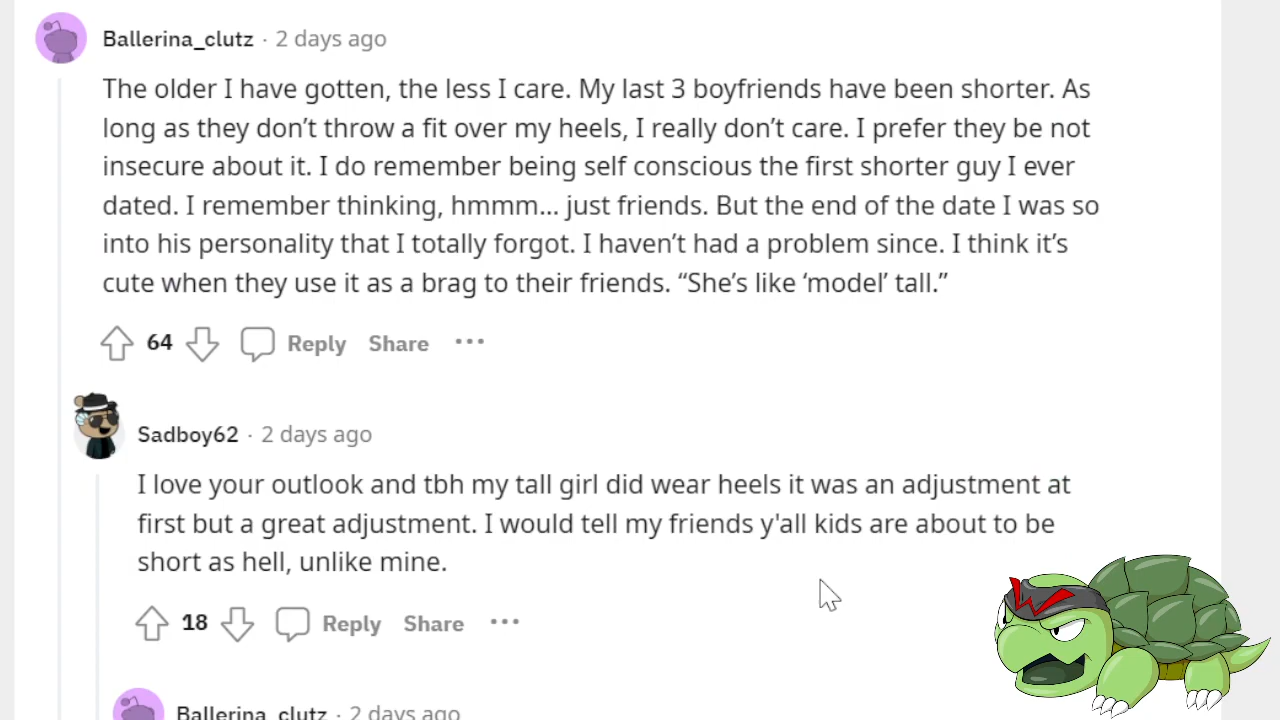 Ballerina_clutz · 2 days ago
The older I have gotten, the less I care. My last 3 boyfriends have been shorter. As
long as they don’t throw a fit over my heels, I really don’t care. I prefer they be not
insecure about it. I do remember being self conscious the first shorter guy I ever
dated. I remember thinking, hmmm... just friends. But the end of the date I was so
into his personality that I totally forgot. I haven’t had a problem since. I think it’s
cute when they use it as a brag to their friends. “She’s like ‘model’ tall.”
64 Reply Share ···
Sadboy62 · 2 days ago
I love your outlook and tbh my tall girl did wear heels it was an adjustment at
first but a great adjustment. I would tell my friends y'all kids are about to be
short as hell, unlike mine.
18 Reply Share ···
Ballerina_clutz · 2 days ago
W